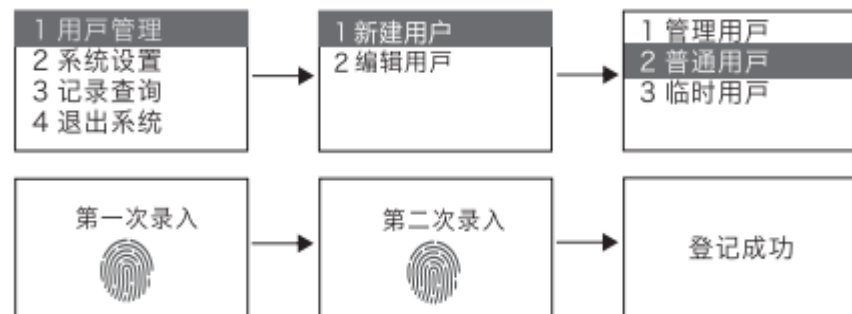 1 用戸管理
2 系统设置
3 记录查询
4 退出系统
1 新建用户
2 编辑用戸
1 管理用戸
2 普通用戸
3 临时用戸
第一次录入
第二次录入
登记成功